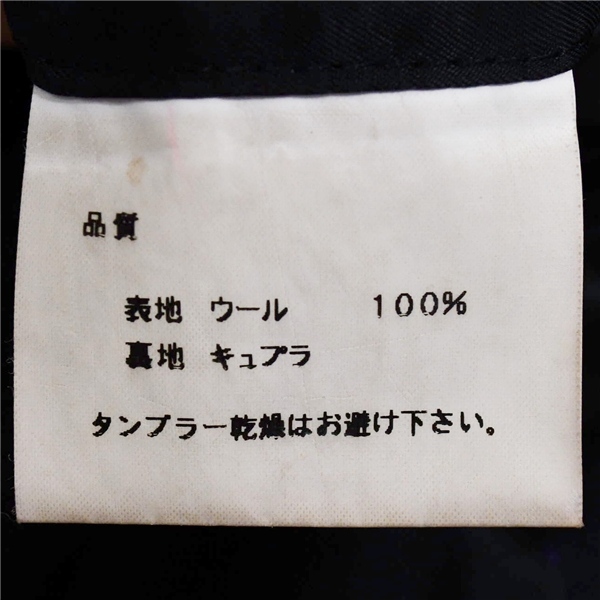 品質
表地 ウール 100%
裏地 キュプラ
タンブラー乾燥はお避け下さい。